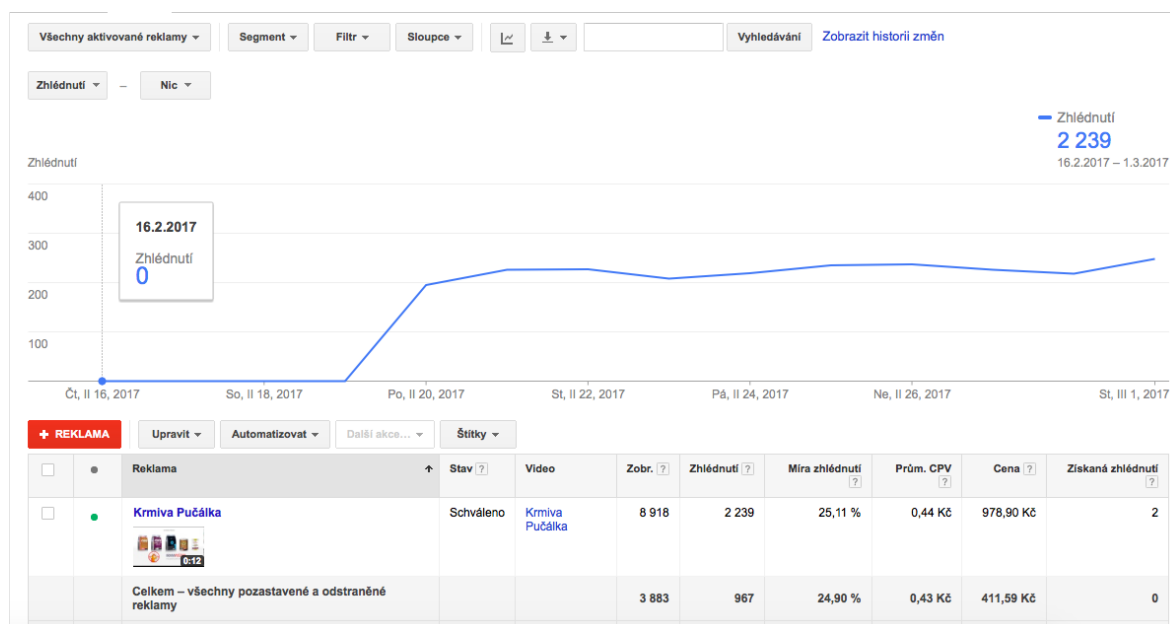 Všechny aktivované reklamy Segment Filtr Sloupce Vyhledávání Zobrazit historii změn
Zhlédnutí – Nic
Zhlédnutí
2 239
16.2.2017 – 1.3.2017
Zhlédnutí
400
300
200
100
16.2.2017
Zhlédnutí
0
Čt, II 16, 2017 So, II 18, 2017 Po, II 20, 2017 St, II 22, 2017 Pá, II 24, 2017 Ne, II 26, 2017 St, III 1, 2017
+ REKLAMA Upravit Automatizovat Další akce... Štítky
Reklama Stav ? Video Zobr. ? Zhlédnutí ? Míra zhlédnutí ? Prům. CPV ? Cena ? Získaná zhlédnutí ?
Krmiva Pučálka Schváleno Krmiva Pučálka 8 918 2 239 25,11 % 0,44 Kč 978,90 Kč 2
0:12
Celkem – všechny pozastavené a odstraněné
reklamy 3 883 967 24,90 % 0,43 Kč 411,59 Kč 0